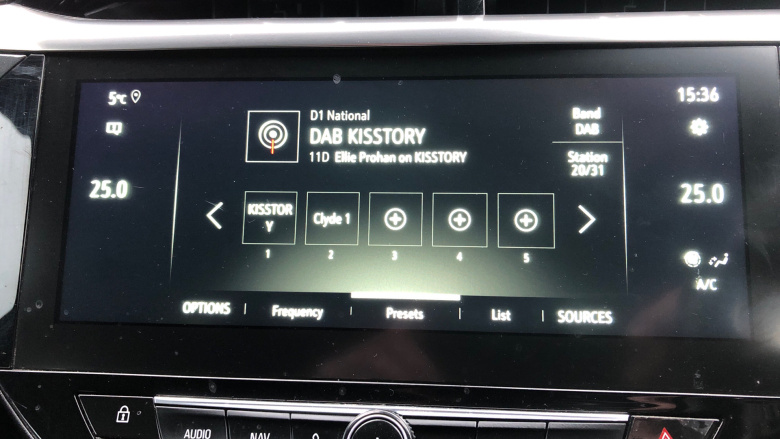 5°C
15:36
D1 National
DAB KISSTORY
11D Ellie Prohan on KISSTORY
Band
DAB
Station
20/31
25.0
25.0
KISSTOR
Y
Clyde 1
1
2
3
4
5
A/C
OPTIONS
Frequency
Presets
List
SOURCES
AUDIO
NAV